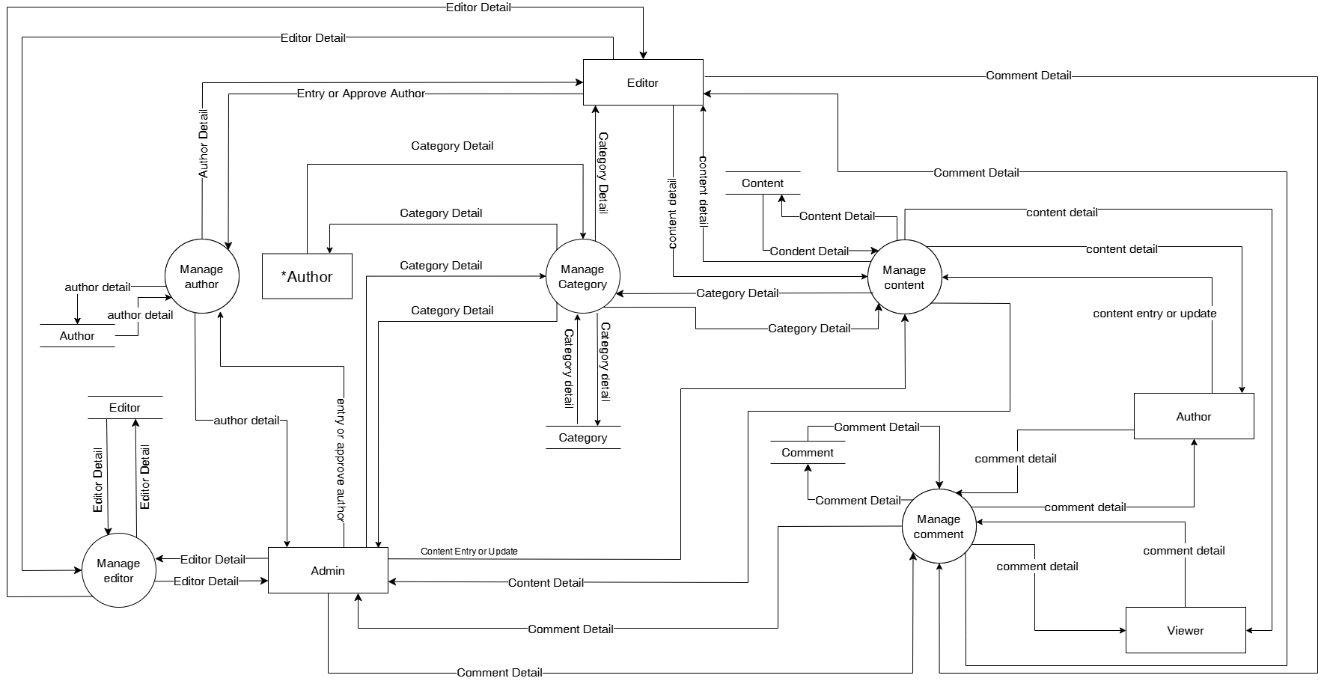 Editor Detail
Editor Detail
Editor
Comment Detail
Entry or Approve Author
Author Detail
Category Detail
Category Detail
content detail
content detail
Content
Comment Detail
Category Detail
Content Detail
content detail
Condent Detail
content detail
Manage
author
*Author
Category Detail
Manage
Category
Manage
content
author detail
author detail
Author
Category Detail
Category Detail
Category Detail
content entry or update
Category detail
Category detail
Editor
author detail
entry or approve author
Category
Author
Comment Detail
Comment
comment detail
Editor Detail
Editor Detail
Comment Detail
comment detail
Manage
comment
Manage
editor
Editor Detail
Editor Detail
Admin
Content Entry or Update
Content Detail
comment detail
comment detail
Comment Detail
Viewer
Comment Detail